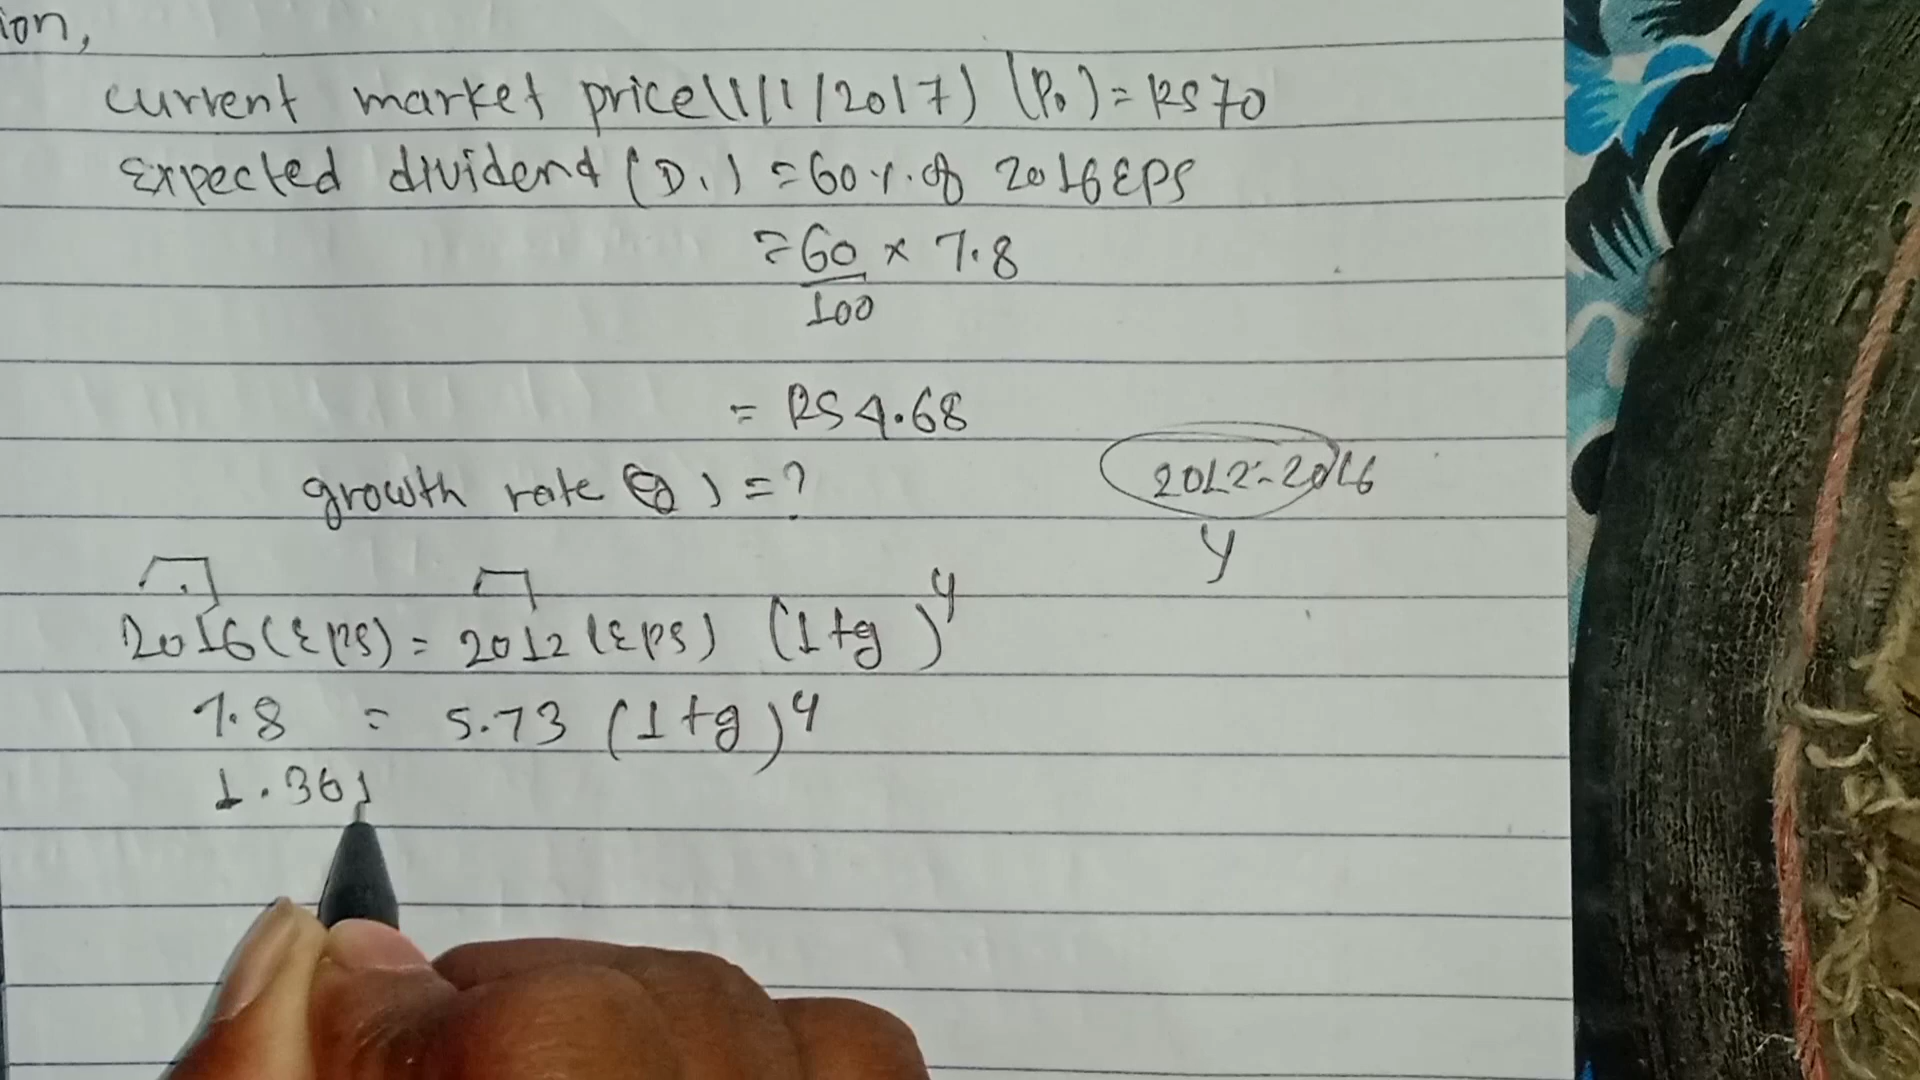 ion,
current market price(1/1/2017) (P0) = RS 70
Expected dividend (D1) = 60% of 2016 EPS
= 60/100 × 7.8
= RS 4.68
growth rate (g) = ?
2012-2016
4
2016 (EPS) = 2012 (EPS) (1+g)^4
7.8 = 5.73 (1+g)^4
1.361